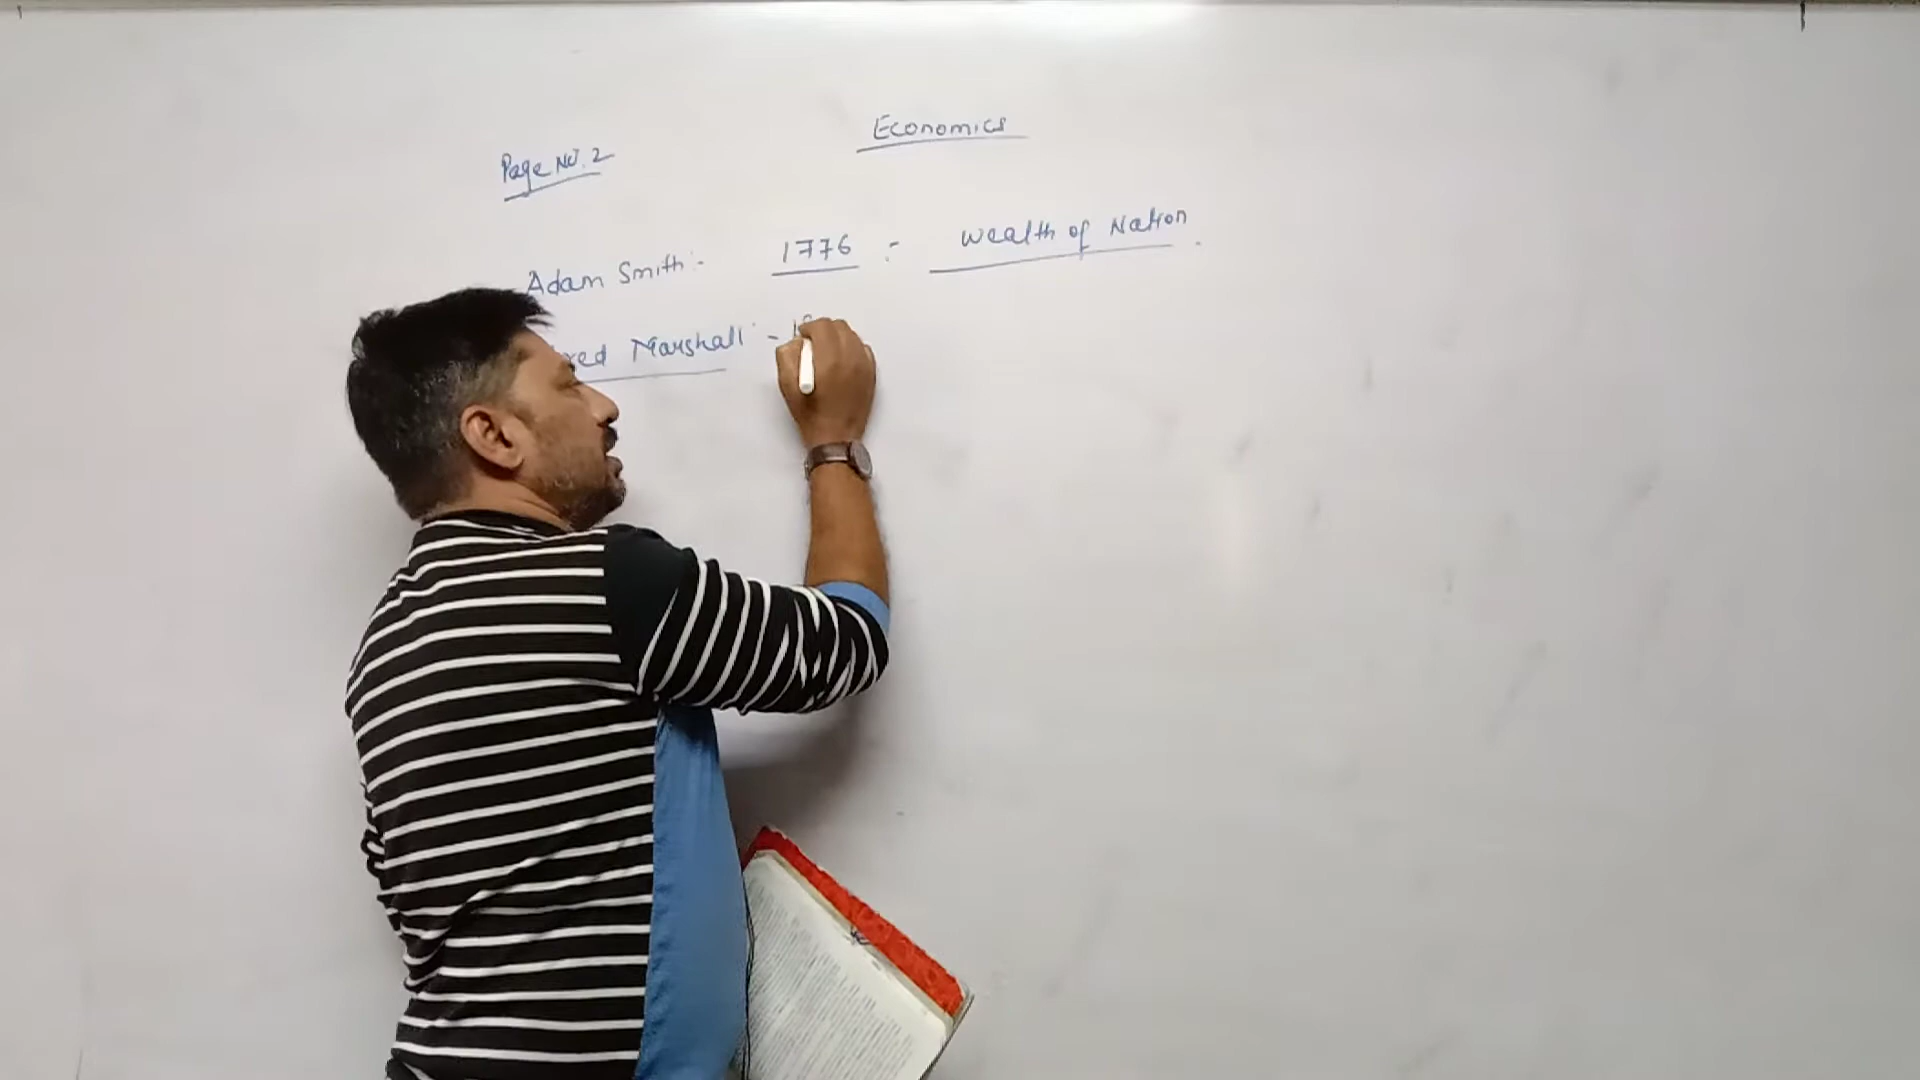 Economics
Page No. 2
Adam Smith :- 1776 :- Wealth of Nation.
Marshall -